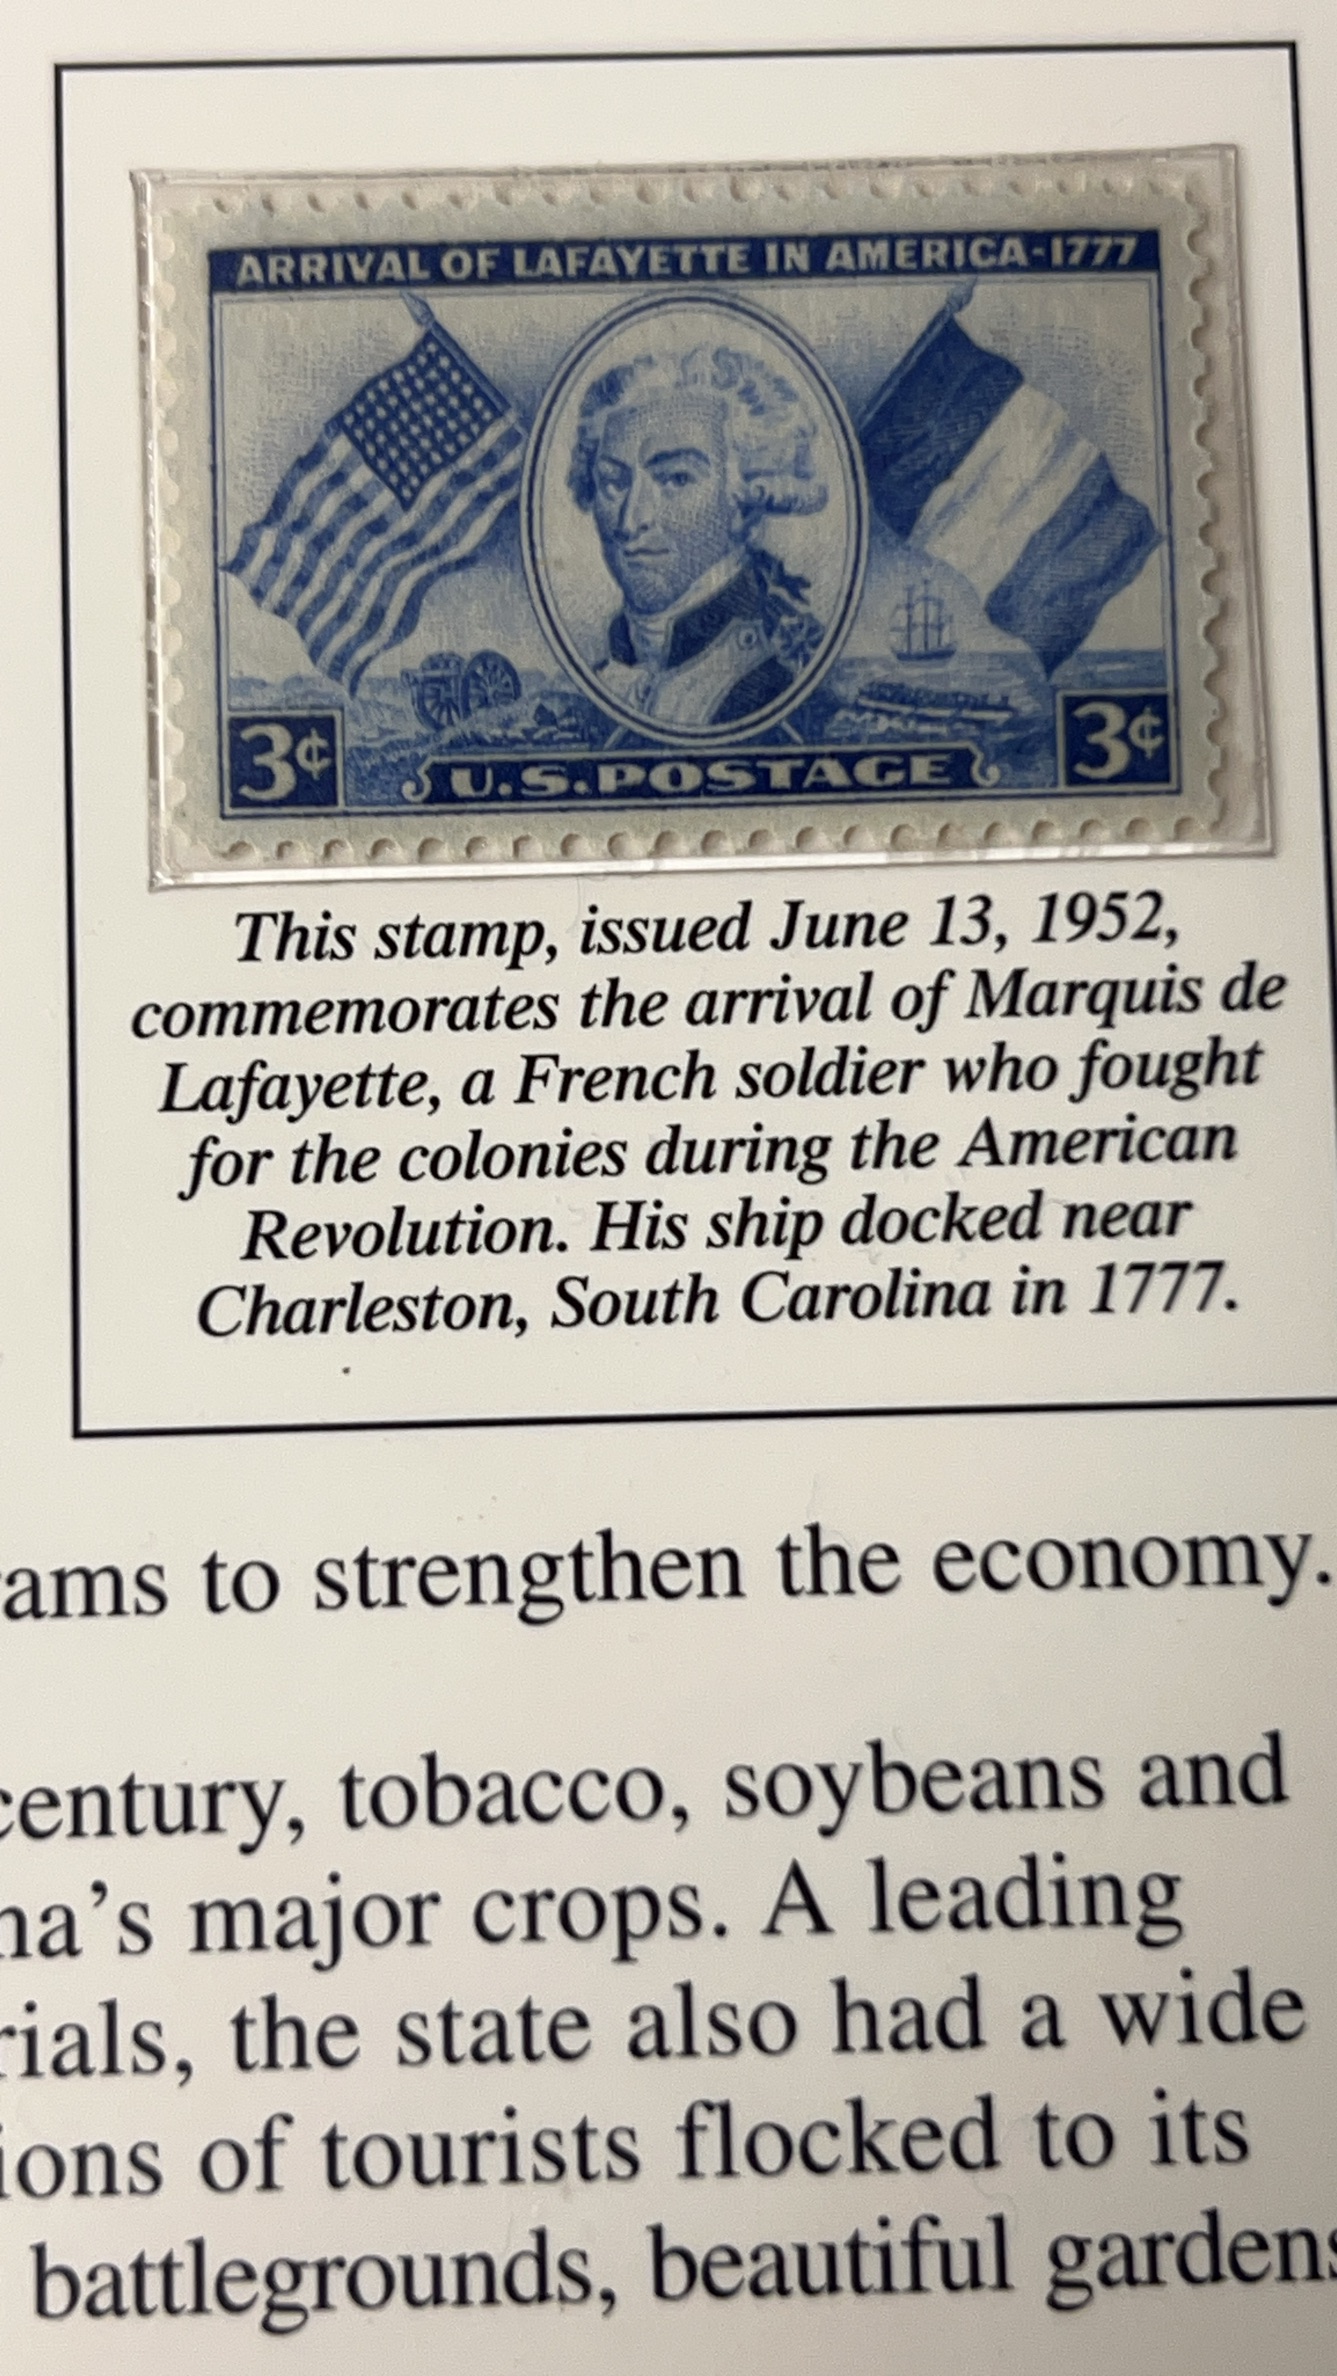 ARRIVAL OF LAFAYETTE IN AMERICA-1777
3¢
U.S. POSTAGE
3¢
This stamp, issued June 13, 1952,
commemorates the arrival of Marquis de
Lafayette, a French soldier who fought
for the colonies during the American
Revolution. His ship docked near
Charleston, South Carolina in 1777.
ams to strengthen the economy.
century, tobacco, soybeans and
na's major crops. A leading
rials, the state also had a wide
ions of tourists flocked to its
battlegrounds, beautiful gardens